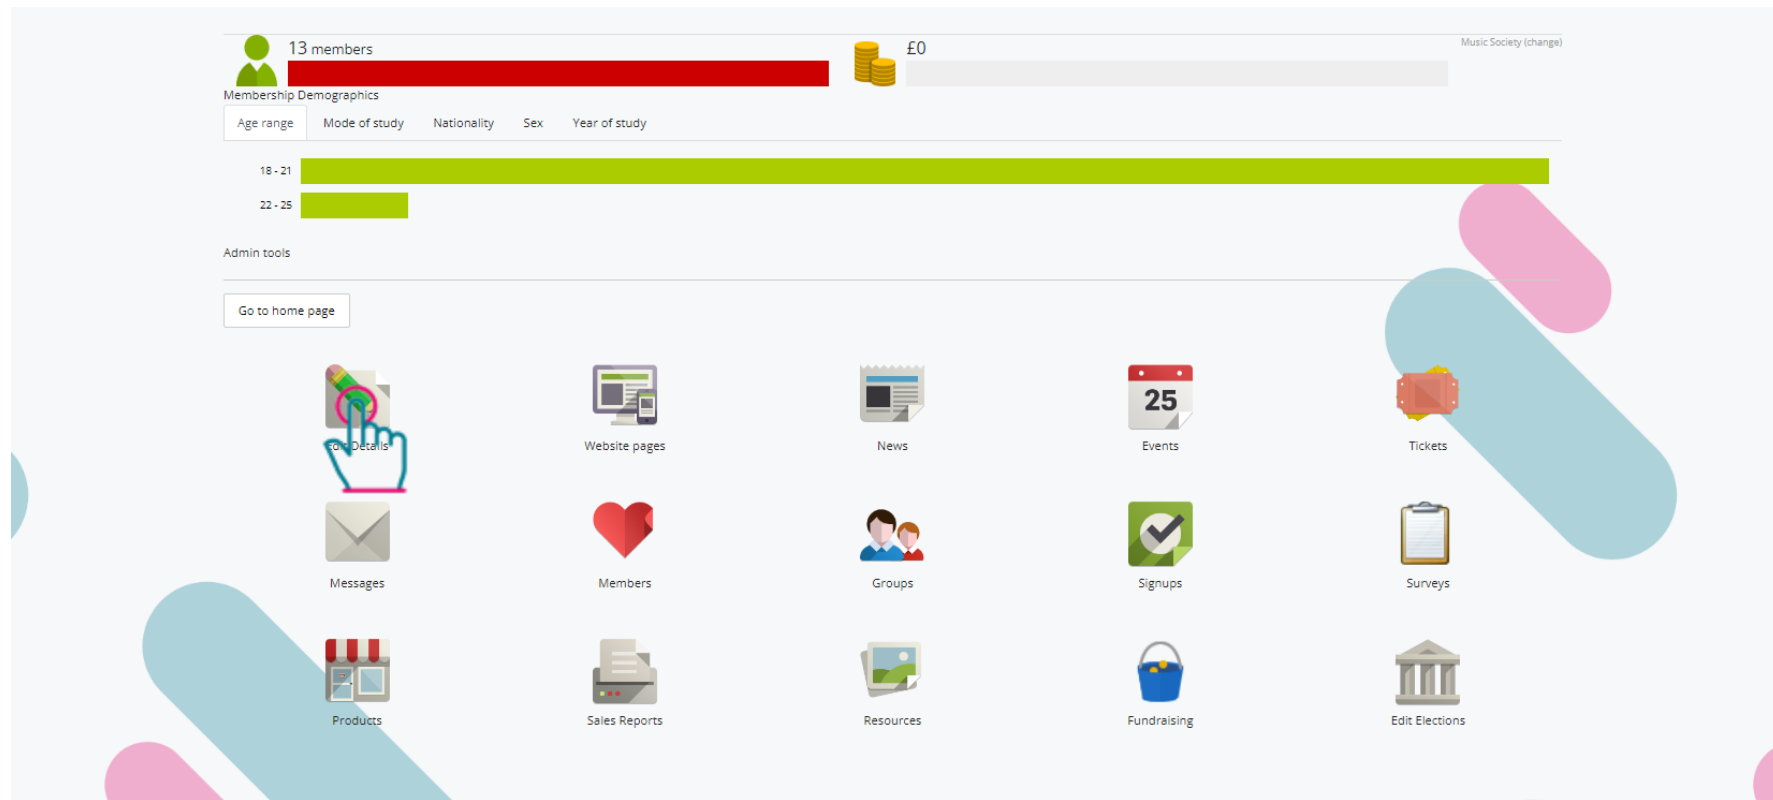 13 members
£0
Music Society (change)
Membership Demographics
Age range Mode of study Nationality Sex Year of study
18 - 21
22 - 25
Admin tools
Go to home page
25
Edit Details Website pages News Events Tickets
Messages Members Groups Signups Surveys
Products Sales Reports Resources Fundraising Edit Elections